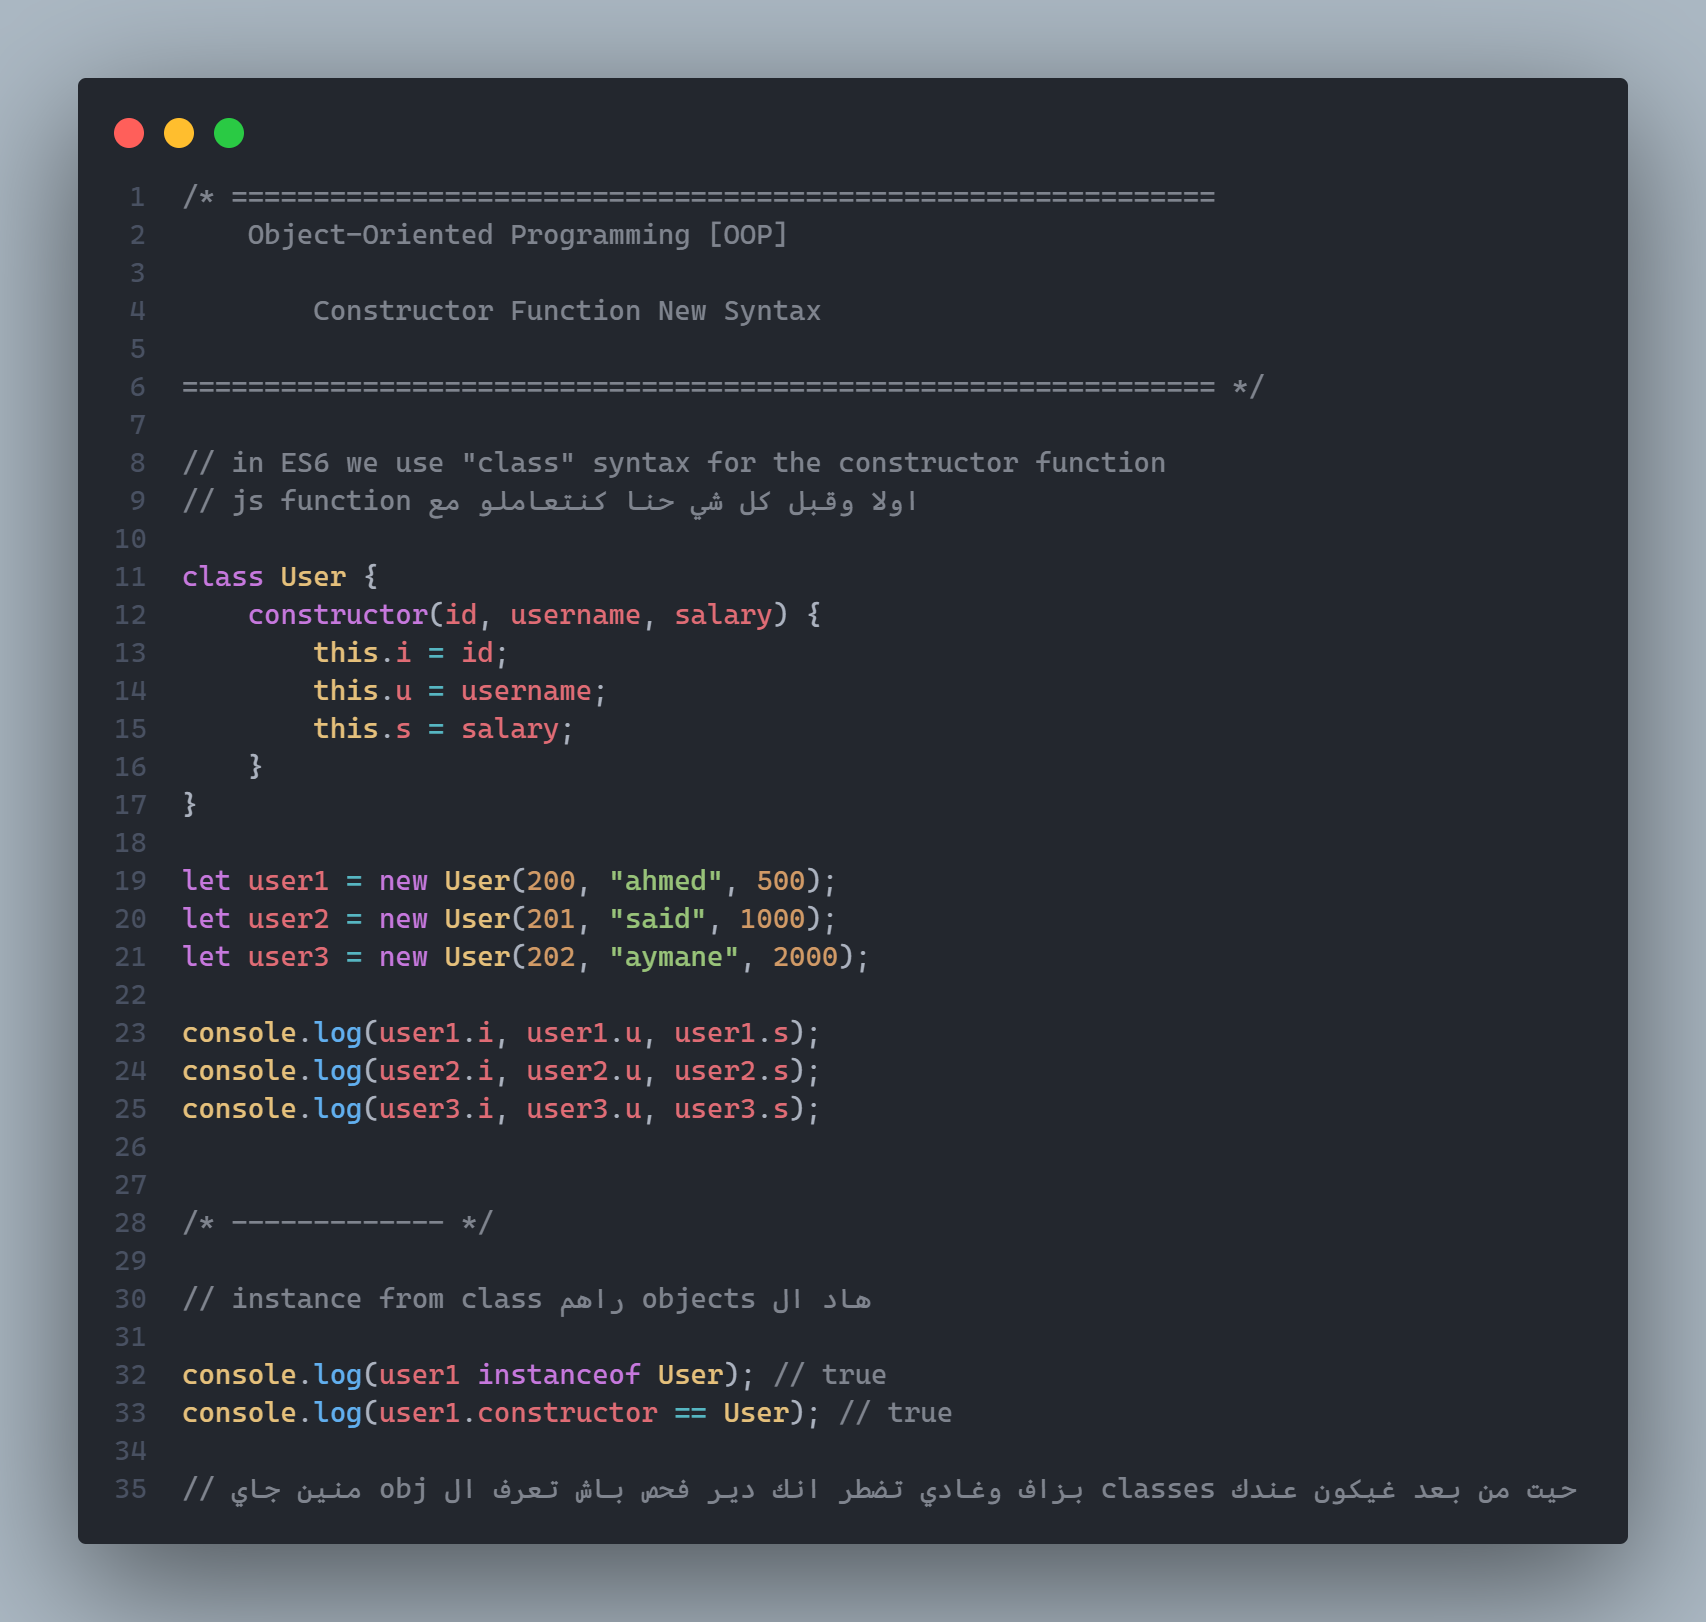 1 /* ============================================================
2     Object-Oriented Programming [OOP]
3
4         Constructor Function New Syntax
5
6 =============================================================== */
7
8 // in ES6 we use "class" syntax for the constructor function
9 // js function اولا وقبل كل شي حنا كنتعاملو مع
10
11 class User {
12     constructor(id, username, salary) {
13         this.i = id;
14         this.u = username;
15         this.s = salary;
16     }
17 }
18
19 let user1 = new User(200, "ahmed", 500);
20 let user2 = new User(201, "said", 1000);
21 let user3 = new User(202, "aymane", 2000);
22
23 console.log(user1.i, user1.u, user1.s);
24 console.log(user2.i, user2.u, user2.s);
25 console.log(user3.i, user3.u, user3.s);
26
27
28 /* ------------- */
29
30 // instance from class هاد ال objects راهم
31
32 console.log(user1 instanceof User); // true
33 console.log(user1.constructor == User); // true
34
35 // حيت من بعد غيكون عندك classes بزاف وغادي تضطر انك دير فحص باش تعرف ال obj منين جاي